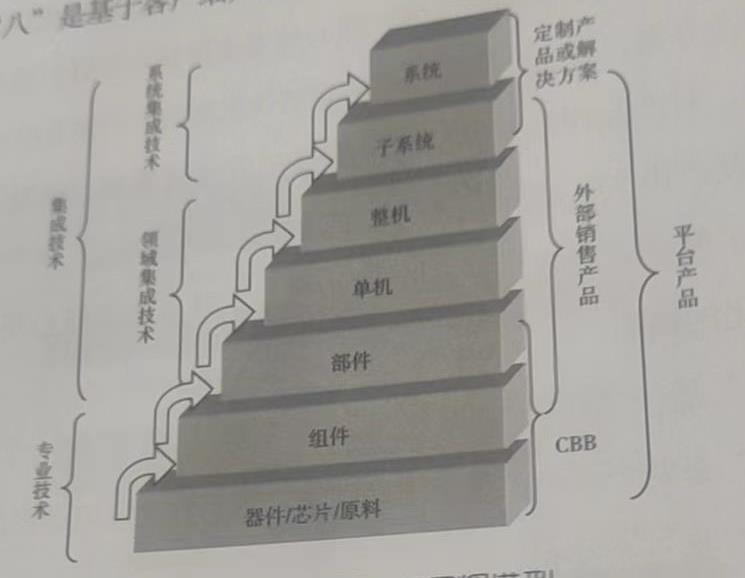 八”是基于客户
定制产
品或解
决方案
系统
系统集成技术
子系统
集成技术
整机
外部销售产品
平台产品
领域集成技术
单机
部件
组件
CBB
专业技术
器件/芯片/原料
模型